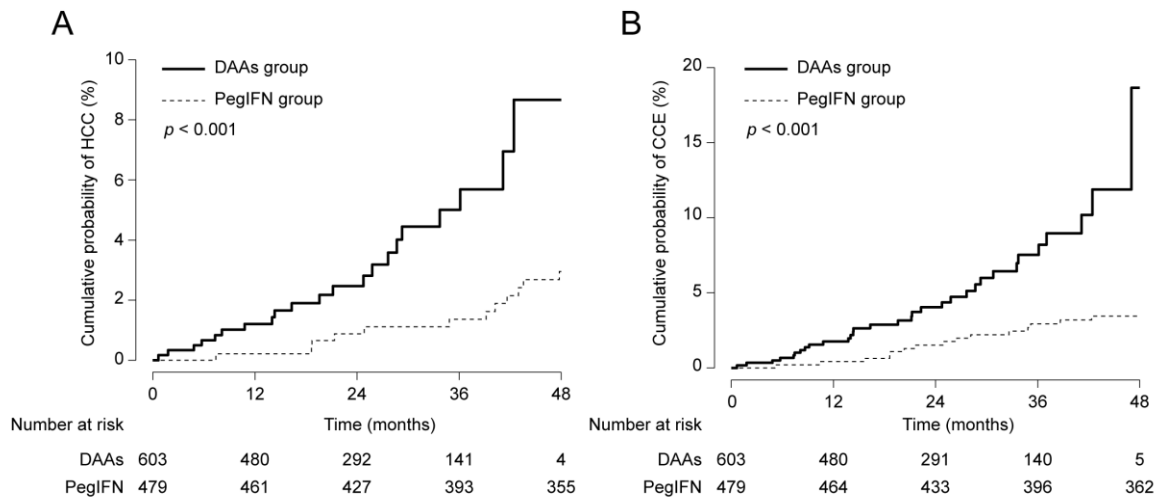 A
Cumulative probability of HCC (%)
10
8
6
4
2
0
DAAs group
PegIFN group
p < 0.001
0 12 24 36 48
Time (months)
Number at risk
DAAs 603 480 292 141 4
PegIFN 479 461 427 393 355
B
Cumulative probability of CCE (%)
20
15
10
5
0
DAAs group
PegIFN group
p < 0.001
0 12 24 36 48
Time (months)
Number at risk
DAAs 603 480 291 140 5
PegIFN 479 464 433 396 362